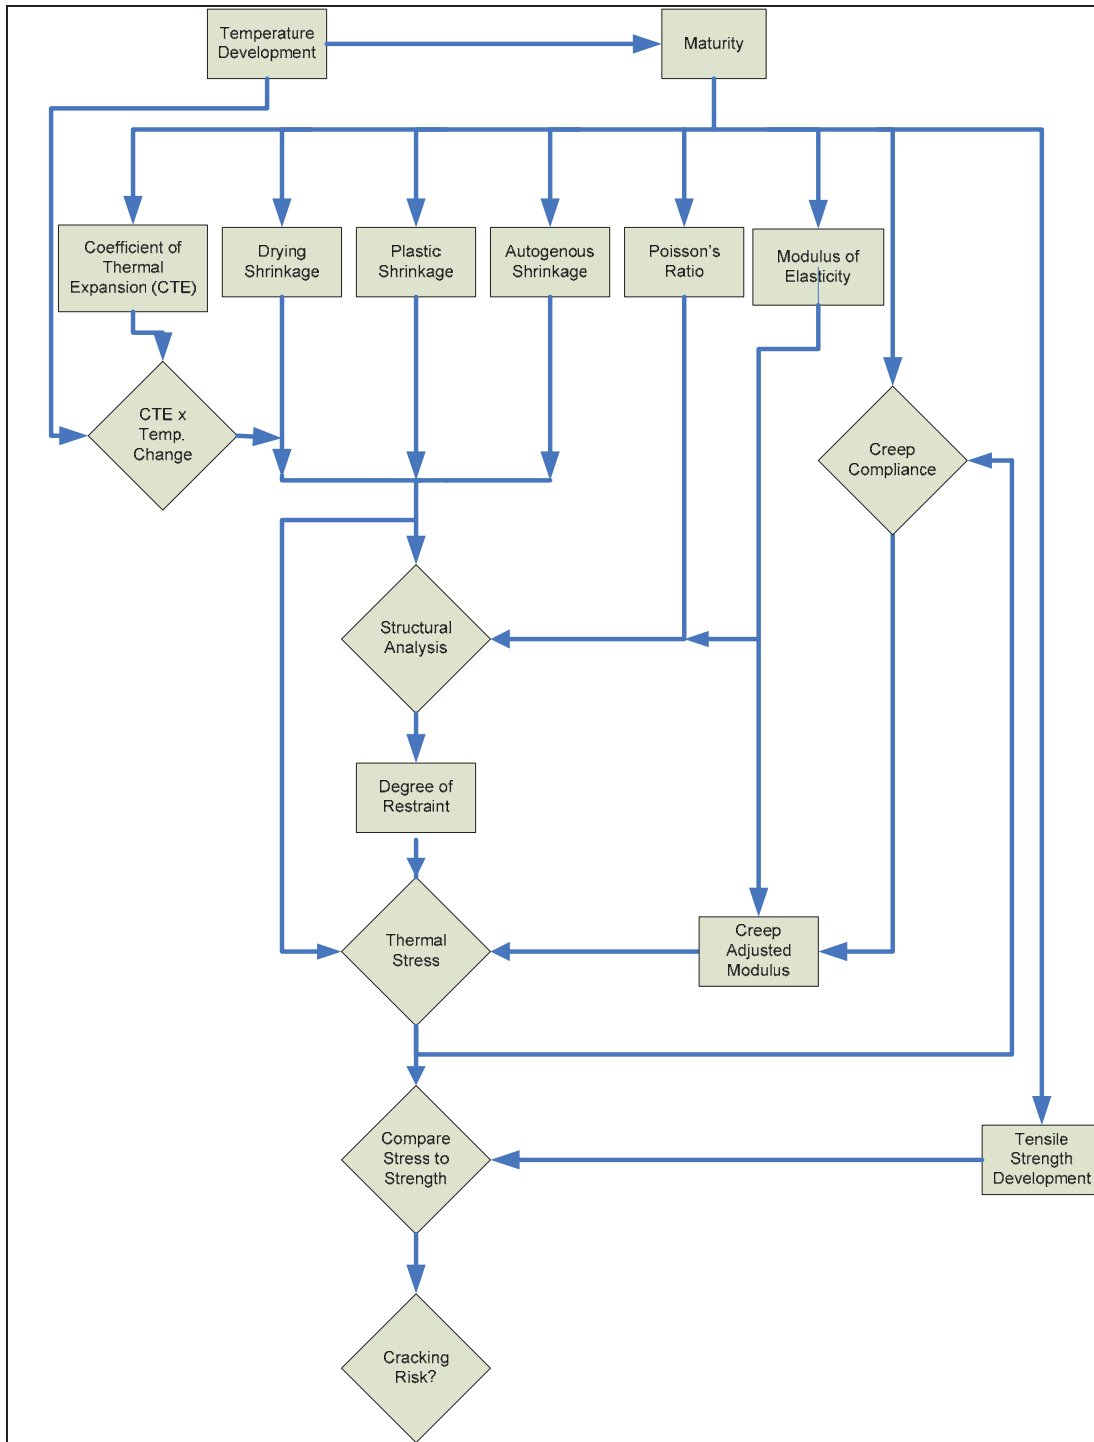 Temperature
Development
Maturity
Coefficient of
Thermal
Expansion (CTE)
Drying
Shrinkage
Plastic
Shrinkage
Autogenous
Shrinkage
Poisson's
Ratio
Modulus of
Elasticity
CTE x
Temp.
Change
Creep
Compliance
Structural
Analysis
Degree of
Restraint
Thermal
Stress
Creep
Adjusted
Modulus
Compare
Stress to
Strength
Tensile
Strength
Development
Cracking
Risk?